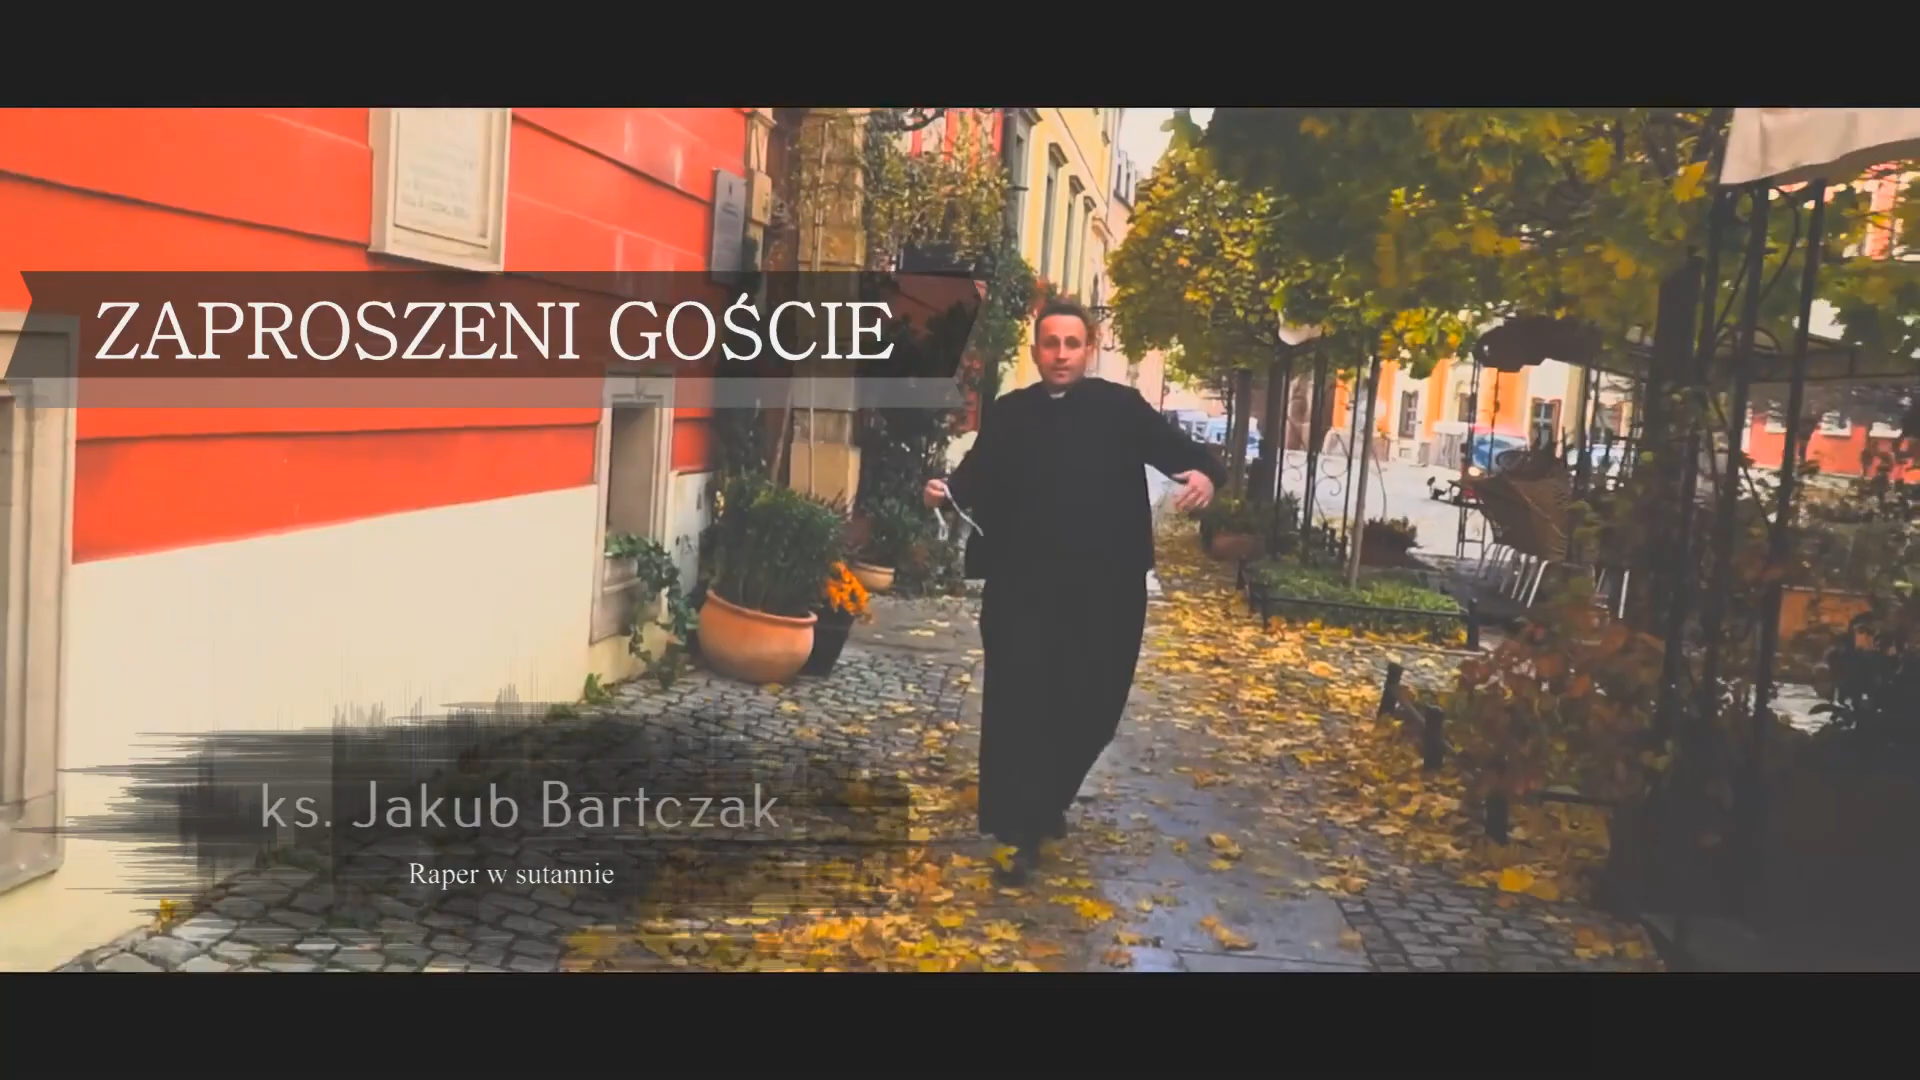 ZAPROSZENI GOŚCIE
ks. Jakub Bartczak
Raper w sutannie